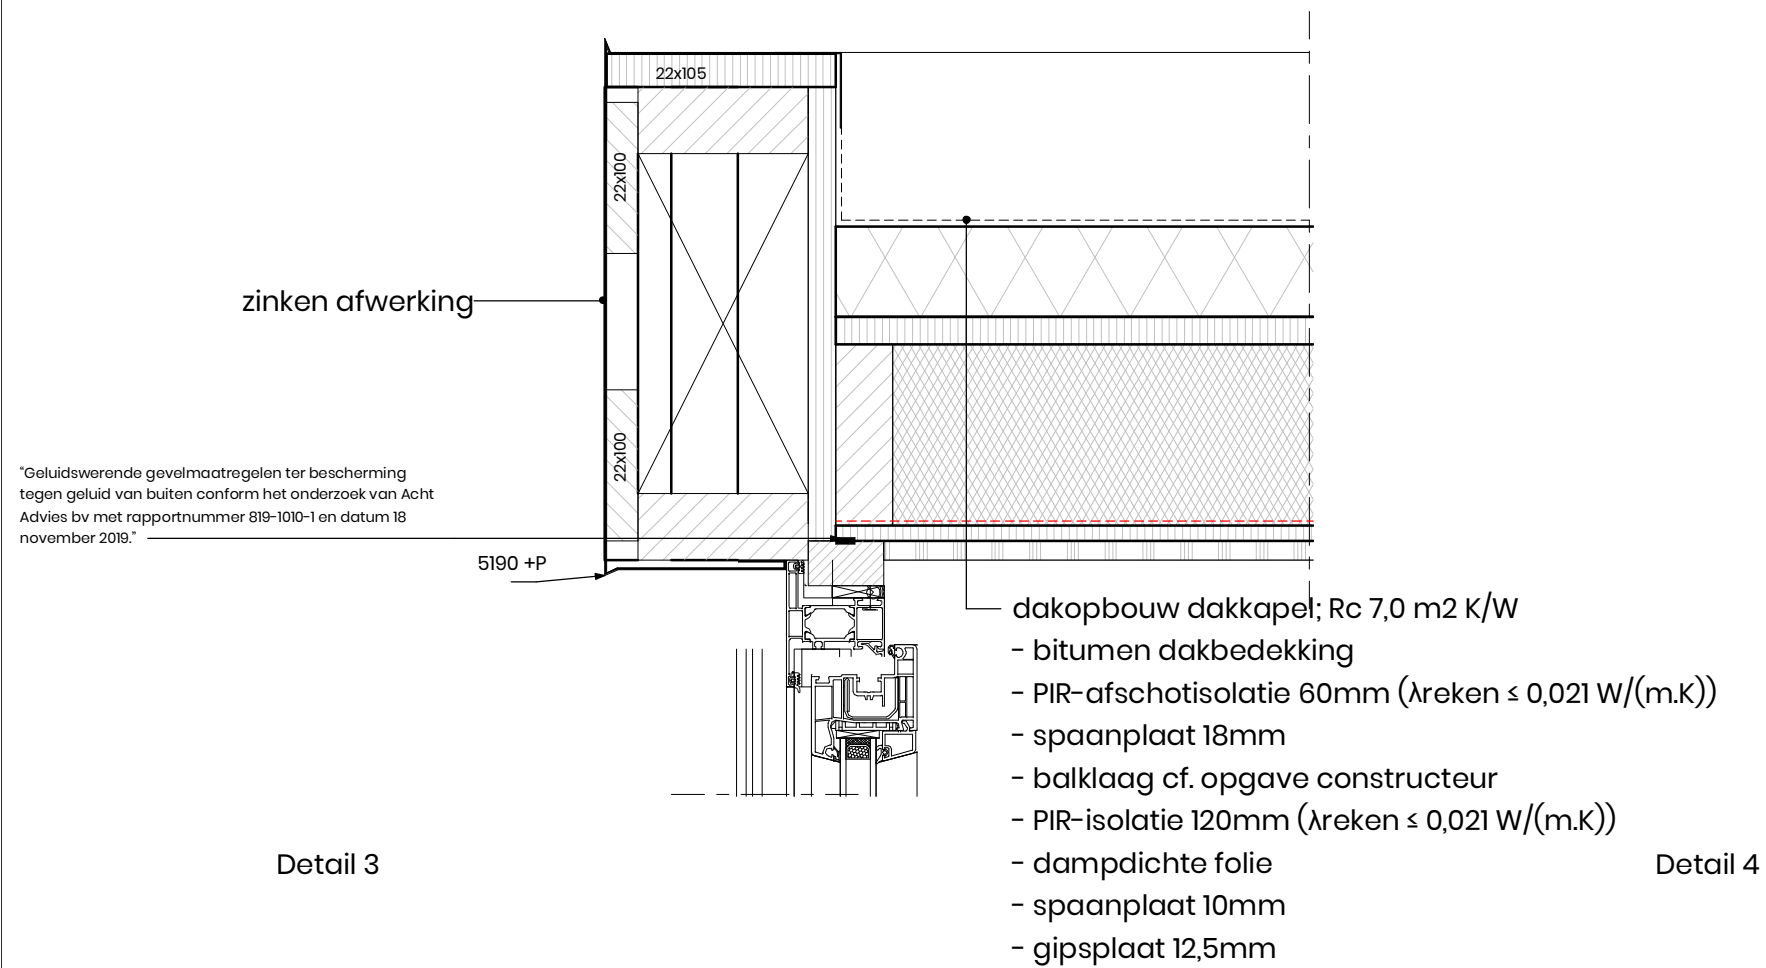 22x105
22x100
zinken afwerking
22x100
“Geluidswerende gevelmaatregelen ter bescherming
tegen geluid van buiten conform het onderzoek van Acht
Advies bv met rapportnummer 819-1010-1 en datum 18
november 2019.”
5190 +P
dakopbouw dakkapel; Rc 7,0 m2 K/W
- bitumen dakbedekking
- PIR-afschotisolatie 60mm (λreken ≤ 0,021 W/(m.K))
- spaanplaat 18mm
- balklaag cf. opgave constructeur
- PIR-isolatie 120mm (λreken ≤ 0,021 W/(m.K))
- dampdichte folie
- spaanplaat 10mm
- gipsplaat 12,5mm
Detail 3
Detail 4